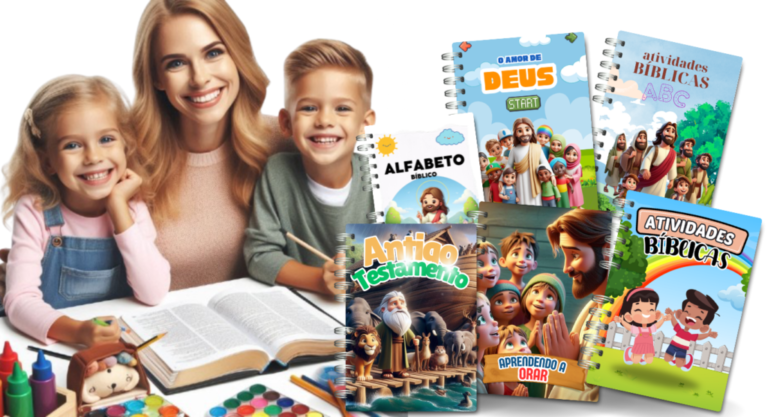 O AMOR DE
DEUS
START
atividades
BÍBLICAS
ABC
ALFABETO
BÍBLICO
Antigo
Testamento
APRENDENDO A
ORAR
ATIVIDADES
BÍBLICAS